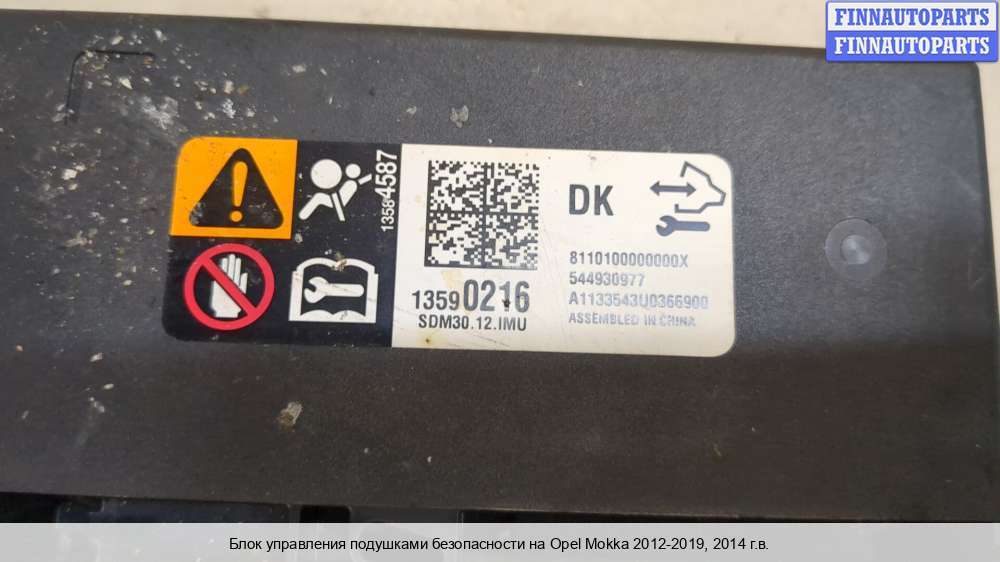 FINNAUTOPARTS
FINNAUTOPARTS
13584587
DK
8110100000000X
544930977
A1133543U0366900
ASSEMBLED IN CHINA
13590216
SDM30.12.IMU
Блок управления подушками безопасности на Opel Mokka 2012-2019, 2014 г.в.